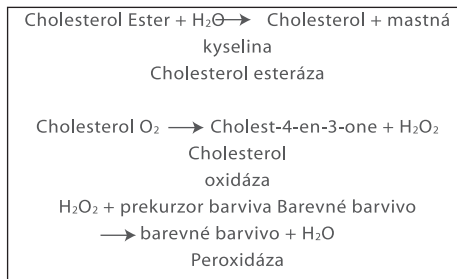 Cholesterol Ester + H₂O⟶ Cholesterol + mastná
kyselina
Cholesterol esteráza
Cholesterol O₂ ⟶ Cholest-4-en-3-one + H₂O₂
Cholesterol
oxidáza
H₂O₂ + prekurzor barviva Barevné barvivo
⟶ barevné barvivo + H₂O
Peroxidáza